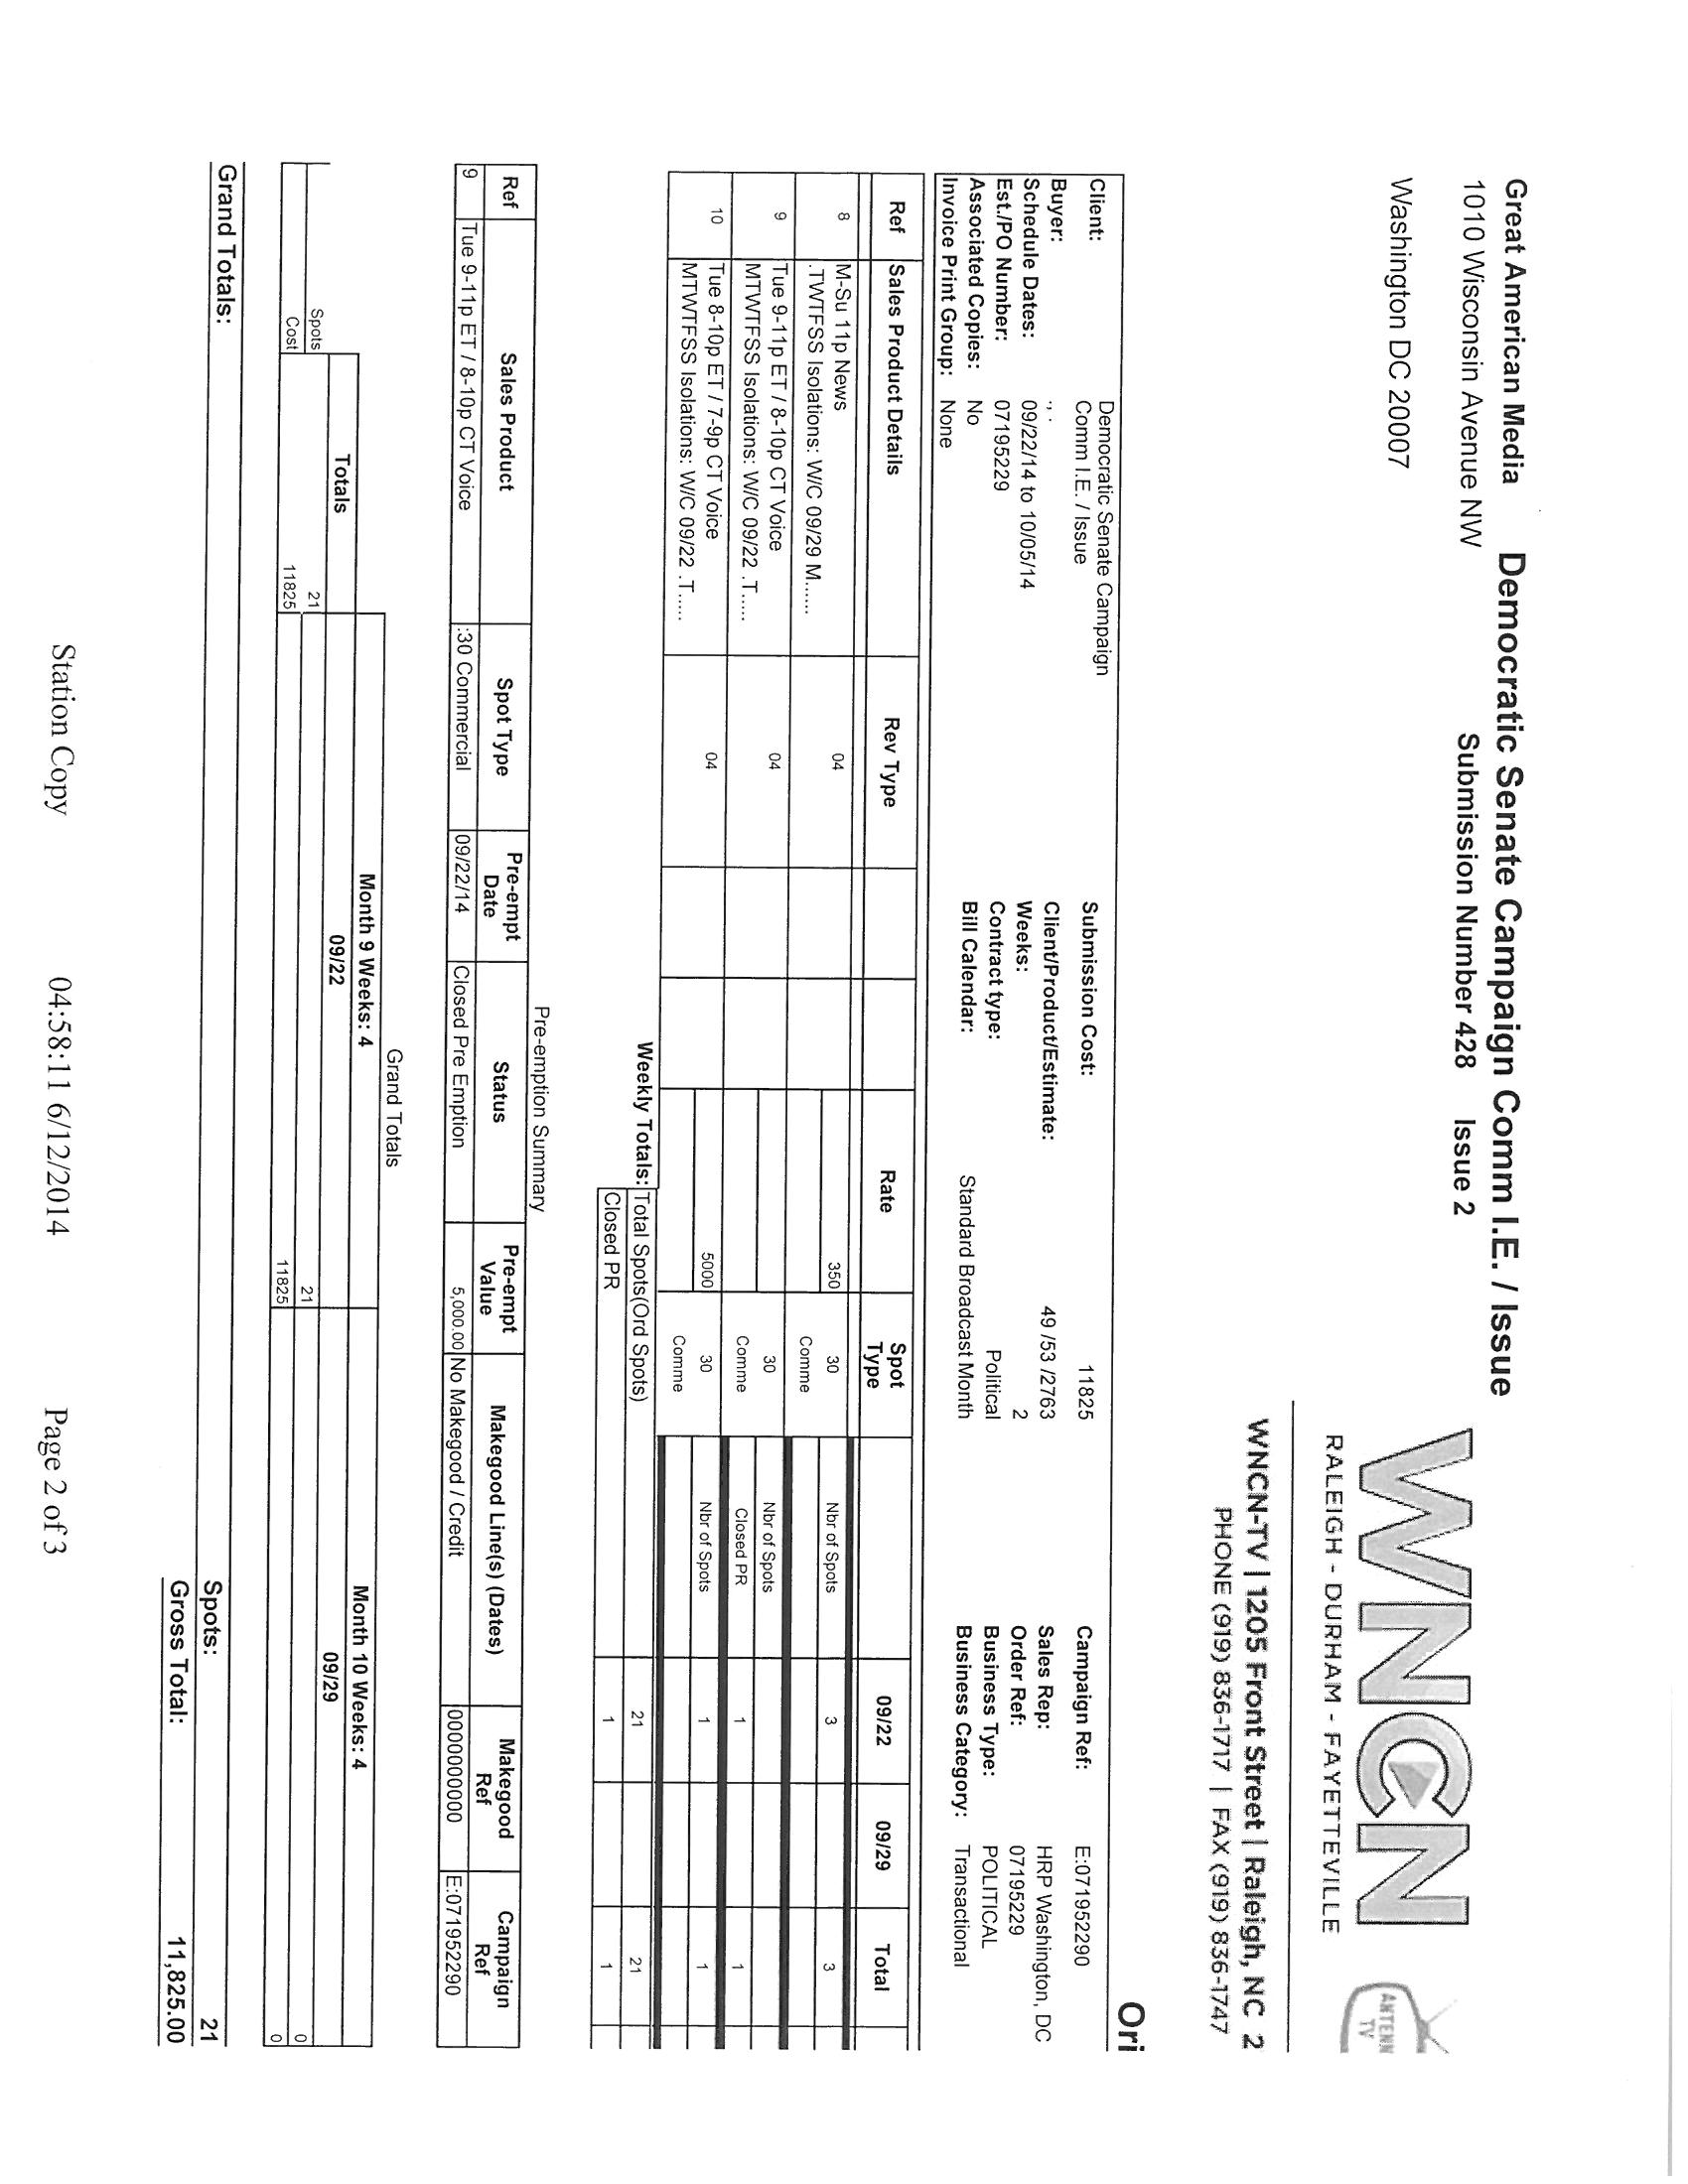 Great American Media
1010 Wisconsin Avenue NW
Washington DC 20007
Democratic Senate Campaign Comm I.E. / Issue
Submission Number 428 Issue 2
WNCN
RALEIGH - DURHAM - FAYETTEVILLE
ANTENN
TV
WNCN-TV | 1205 Front Street | Raleigh, NC 2
PHONE (919) 836-1717 | FAX (919) 836-1747
Ori
Client: Democratic Senate Campaign
Comm I.E. / Issue
Buyer: ., .
Schedule Dates: 09/22/14 to 10/05/14
Est./PO Number: 07195229
Associated Copies: No
Invoice Print Group: None
Submission Cost: 11825
Client/Product/Estimate: 49 /53 /2763
Weeks: 2
Contract type: Political
Bill Calendar: Standard Broadcast Month
Campaign Ref: E:071952290
Sales Rep: HRP Washington, DC
Order Ref: 07195229
Business Type: POLITICAL
Business Category: Transactional
Ref Sales Product Details Rev Type Rate Spot Type 09/22 09/29 Total
8 M-Su 11p News 04 350 30 Nbr of Spots 3 3
.TWTFSS Isolations: W/C 09/29 M...... Comme
9 Tue 9-11p ET / 8-10p CT Voice 04 30 Nbr of Spots
MTWTFSS Isolations: W/C 09/22 .T..... Comme Closed PR 1 1
10 Tue 8-10p ET / 7-9p CT Voice 04 5000 30 Nbr of Spots 1 1
MTWTFSS Isolations: W/C 09/22 .T..... Comme
Weekly Totals: Total Spots(Ord Spots) 21 21
Closed PR 1 1
Pre-emption Summary
Ref Sales Product Spot Type Pre-empt Date Status Pre-empt Value Makegood Line(s) (Dates) Makegood Ref Campaign Ref
9 Tue 9-11p ET / 8-10p CT Voice :30 Commercial 09/22/14 Closed Pre Emption 5,000.00 No Makegood / Credit 0000000000 E:071952290
Grand Totals
Month 9 Weeks: 4 Month 10 Weeks: 4
Totals 09/22 09/29
Spots 21 21 0
Cost 11825 11825 0
Grand Totals:
Spots: 21
Gross Total: 11,825.00
Station Copy 04:58:11 6/12/2014 Page 2 of 3